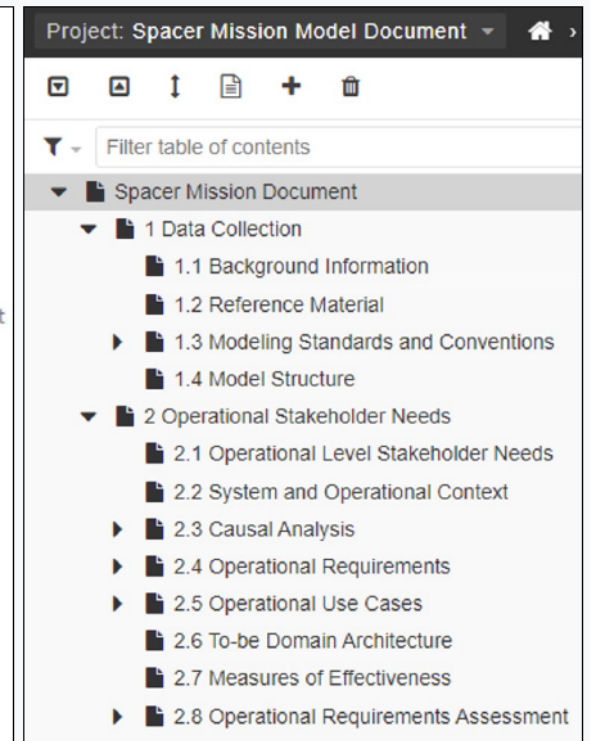 Project: Spacer Mission Model Document
Filter table of contents
Spacer Mission Document
1 Data Collection
1.1 Background Information
1.2 Reference Material
1.3 Modeling Standards and Conventions
1.4 Model Structure
2 Operational Stakeholder Needs
2.1 Operational Level Stakeholder Needs
2.2 System and Operational Context
2.3 Causal Analysis
2.4 Operational Requirements
2.5 Operational Use Cases
2.6 To-be Domain Architecture
2.7 Measures of Effectiveness
2.8 Operational Requirements Assessment